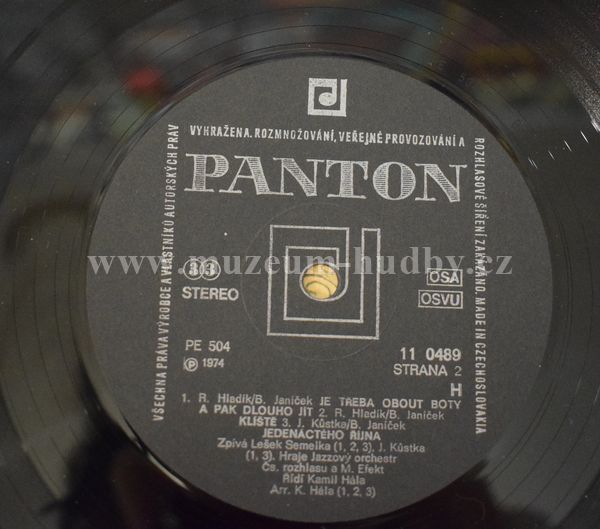 VYHRAŽENA. ROZMNOŽOVÁNÍ, VEŘEJNÉ PROVOZOVÁNÍ A
VŠECHNA PRÁVA VÝROBCE A VLASTNÍKŮ AUTORSKÝCH PRÁV
ROZHLASOVÉ ŠÍŘENÍ ZAKÁZÁNO. MADE IN CZECHOSLOVAKIA
PANTON
www.muzeum-hudby.cz
33
STEREO
OSA
OSVU
PE 504
℗ 1974
11 0489
STRANA 2
H
1. R. Hladík/B. Janíček JE TŘEBA OBOUT BOTY
A PAK DLOUHO JÍT 2. R. Hladík/B. Janíček
KLIŠTĚ 3. J. Kůstka/B. Janíček
JEDENÁCTÉHO ŘÍJNA
Zpívá Lešek Semelka (1, 2, 3), J. Kůstka
(1, 3). Hraje Jazzový orchestr
Čs. rozhlasu a M. Efekt
Řídí Kamil Hála
Arr. K. Hála (1, 2, 3)